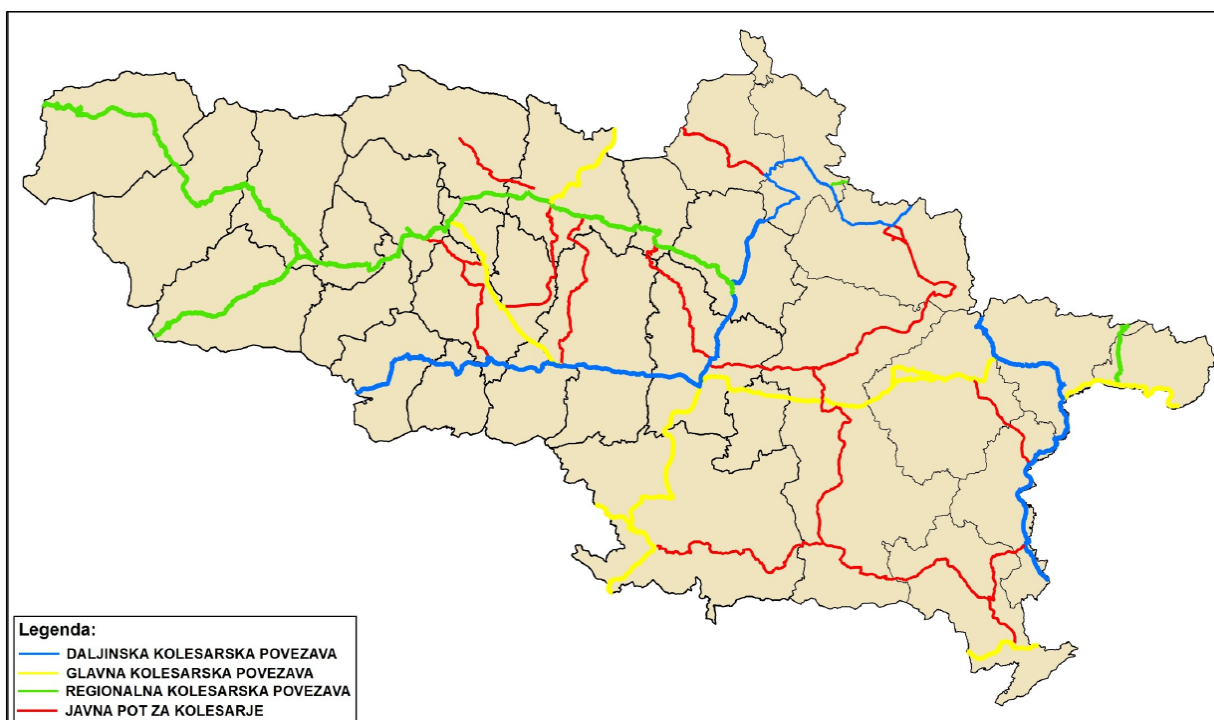 Legenda:
DALJINSKA KOLESARSKA POVEZAVA
GLAVNA KOLESARSKA POVEZAVA
REGIONALNA KOLESARSKA POVEZAVA
JAVNA POT ZA KOLESARJE